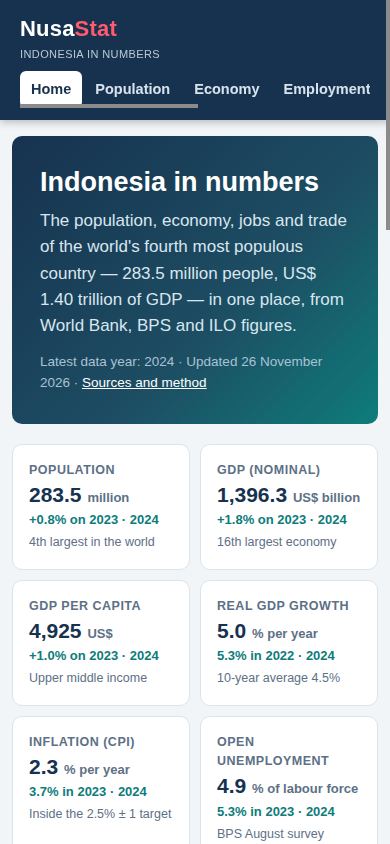 NusaStat
INDONESIA IN NUMBERS
Home Population Economy Employment
Indonesia in numbers
The population, economy, jobs and trade
of the world's fourth most populous
country — 283.5 million people, US$
1.40 trillion of GDP — in one place, from
World Bank, BPS and ILO figures.
Latest data year: 2024 · Updated 26 November
2026 · Sources and method
POPULATION
283.5 million
+0.8% on 2023 · 2024
4th largest in the world
GDP (NOMINAL)
1,396.3 US$ billion
+1.8% on 2023 · 2024
16th largest economy
GDP PER CAPITA
4,925 US$
+1.0% on 2023 · 2024
Upper middle income
REAL GDP GROWTH
5.0 % per year
5.3% in 2022 · 2024
10-year average 4.5%
INFLATION (CPI)
2.3 % per year
3.7% in 2023 · 2024
Inside the 2.5% ± 1 target
OPEN
UNEMPLOYMENT
4.9 % of labour force
5.3% in 2023 · 2024
BPS August survey